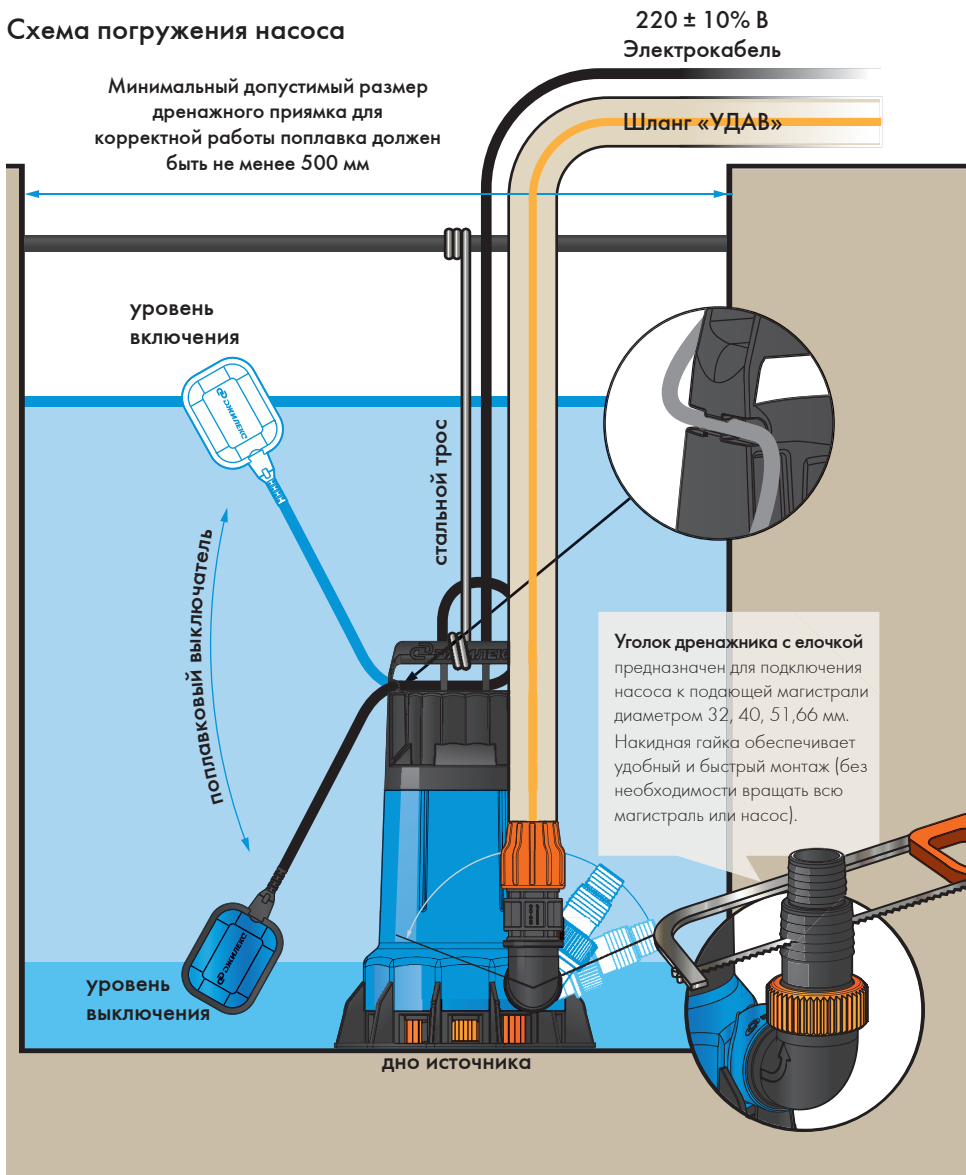 Схема погружения насоса
220 ± 10% В
Электрокабель
Минимальный допустимый размер
дренажного приямка для
корректной работы поплавка должен
быть не менее 500 мм
Шланг «УДАВ»
уровень
включения
ДЖИЛЕКС
стальной трос
поплавковый выключатель
ДЖИЛЕКС
Уголок дренажника с елочкой
предназначен для подключения
насоса к подающей магистрали
диаметром 32, 40, 51,66 мм.
Накидная гайка обеспечивает
удобный и быстрый монтаж (без
необходимости вращать всю
магистраль или насос).
ДЖИЛЕКС
уровень
выключения
дно источника